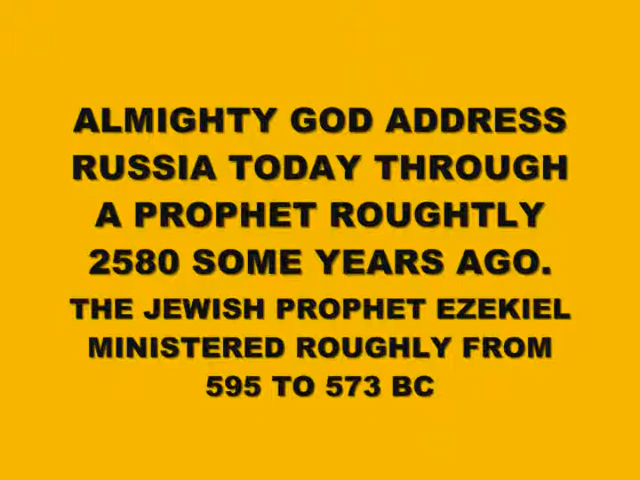 ALMIGHTY GOD ADDRESS
RUSSIA TODAY THROUGH
A PROPHET ROUGHTLY
2580 SOME YEARS AGO.
THE JEWISH PROPHET EZEKIEL
MINISTERED ROUGHLY FROM
595 TO 573 BC